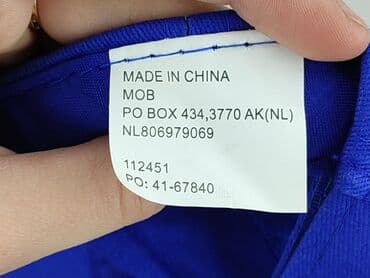 MADE IN CHINA
MOB
PO BOX 434,3770 AK(NL)
NL806979069
112451
PO: 41-67840